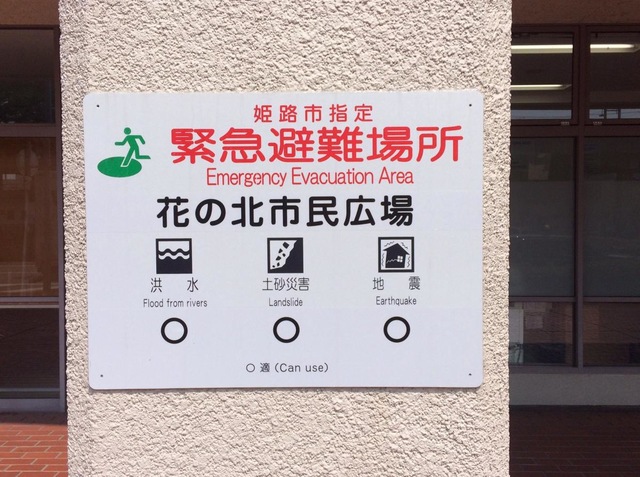 姫路市指定
緊急避難場所
Emergency Evacuation Area
花の北市民広場
洪水 土砂災害 地震
Flood from rivers Landslide Earthquake
○ ○ ○
○ 適 (Can use)